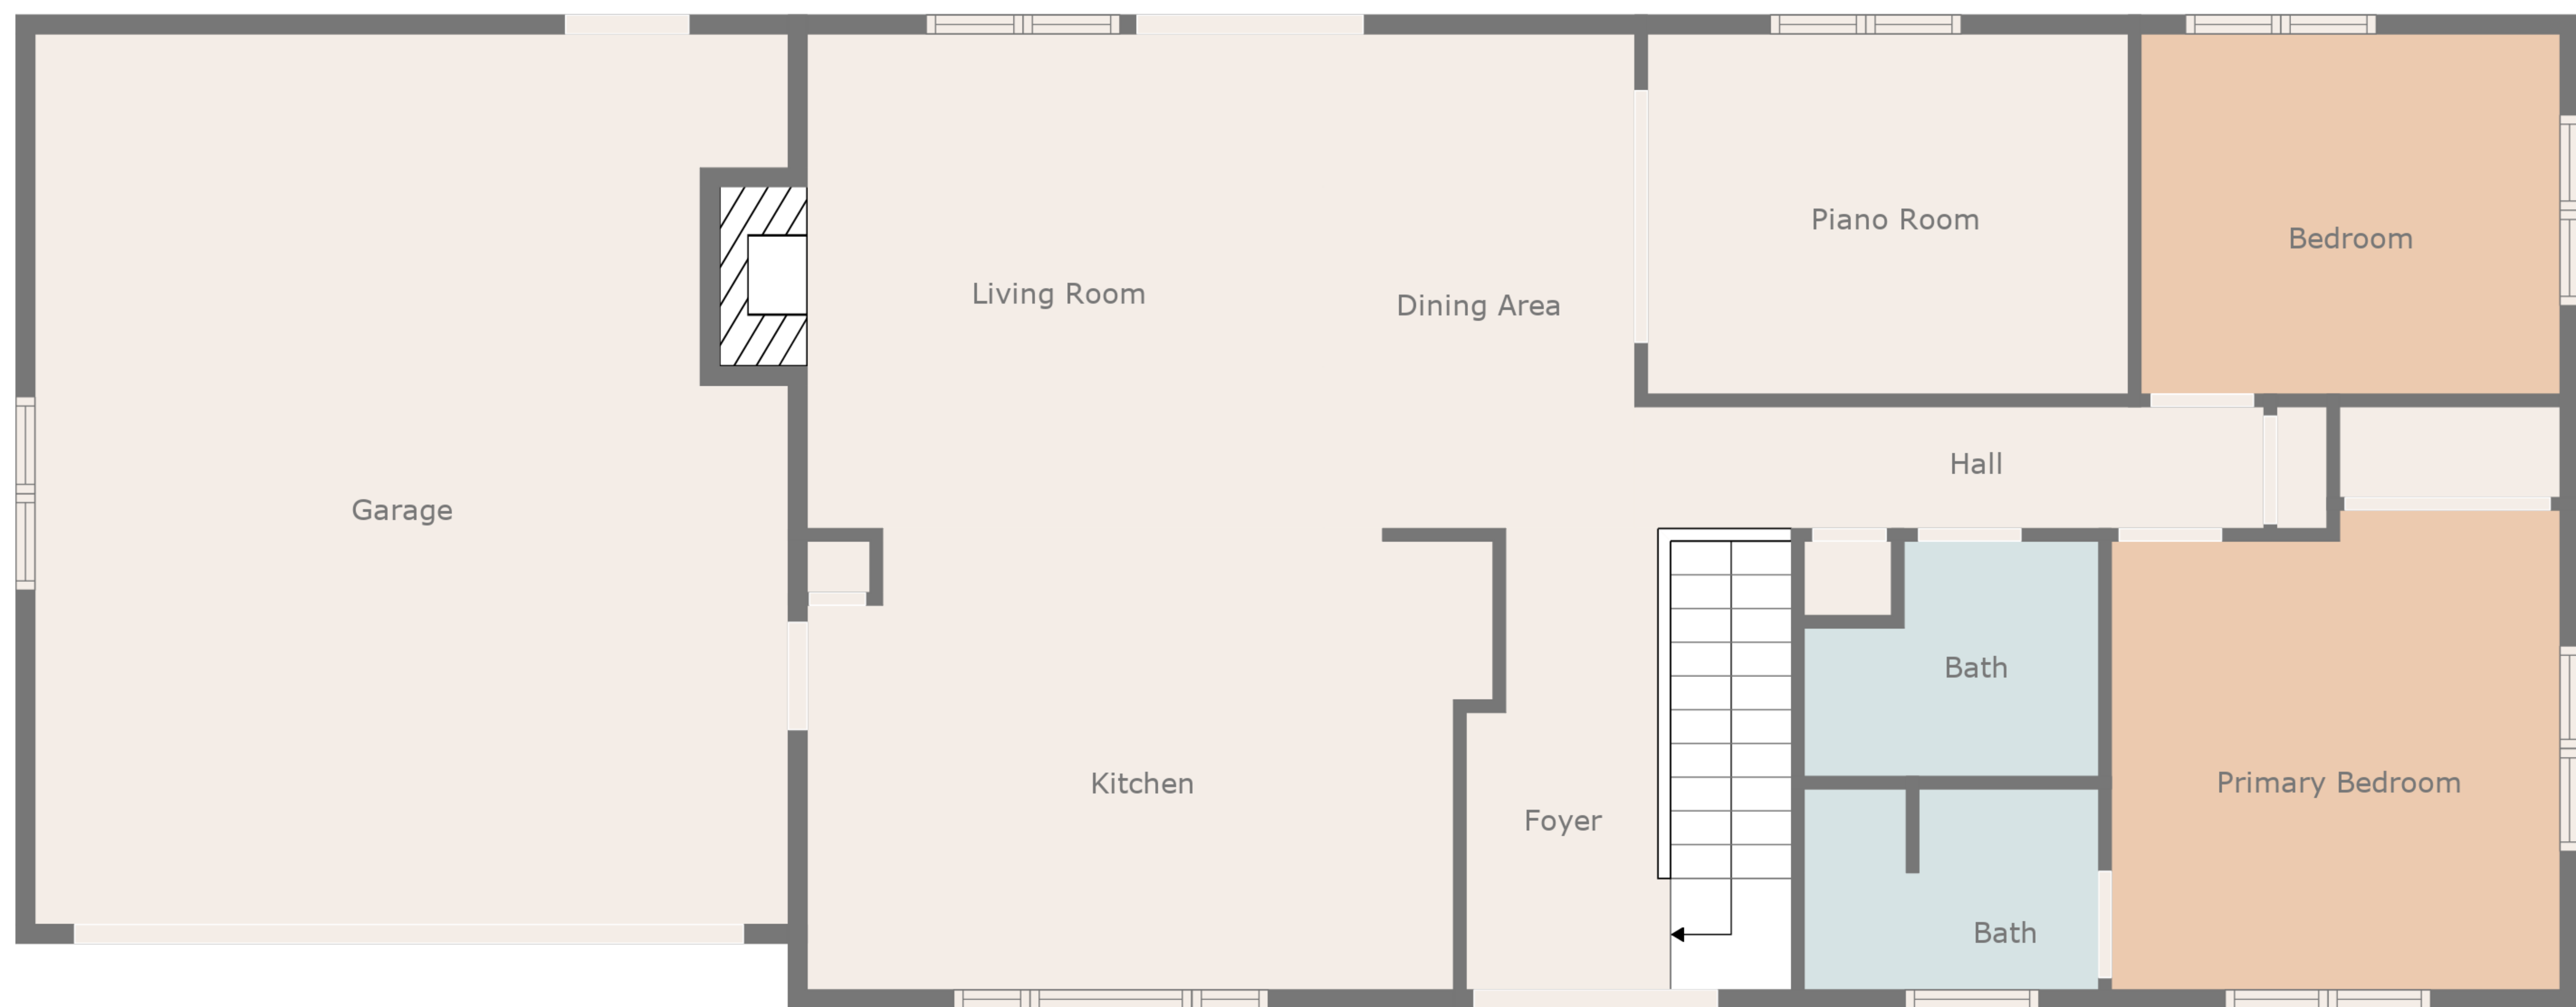 Piano Room
Bedroom
Living Room
Dining Area
Hall
Garage
Bath
Kitchen
Primary Bedroom
Foyer
Bath